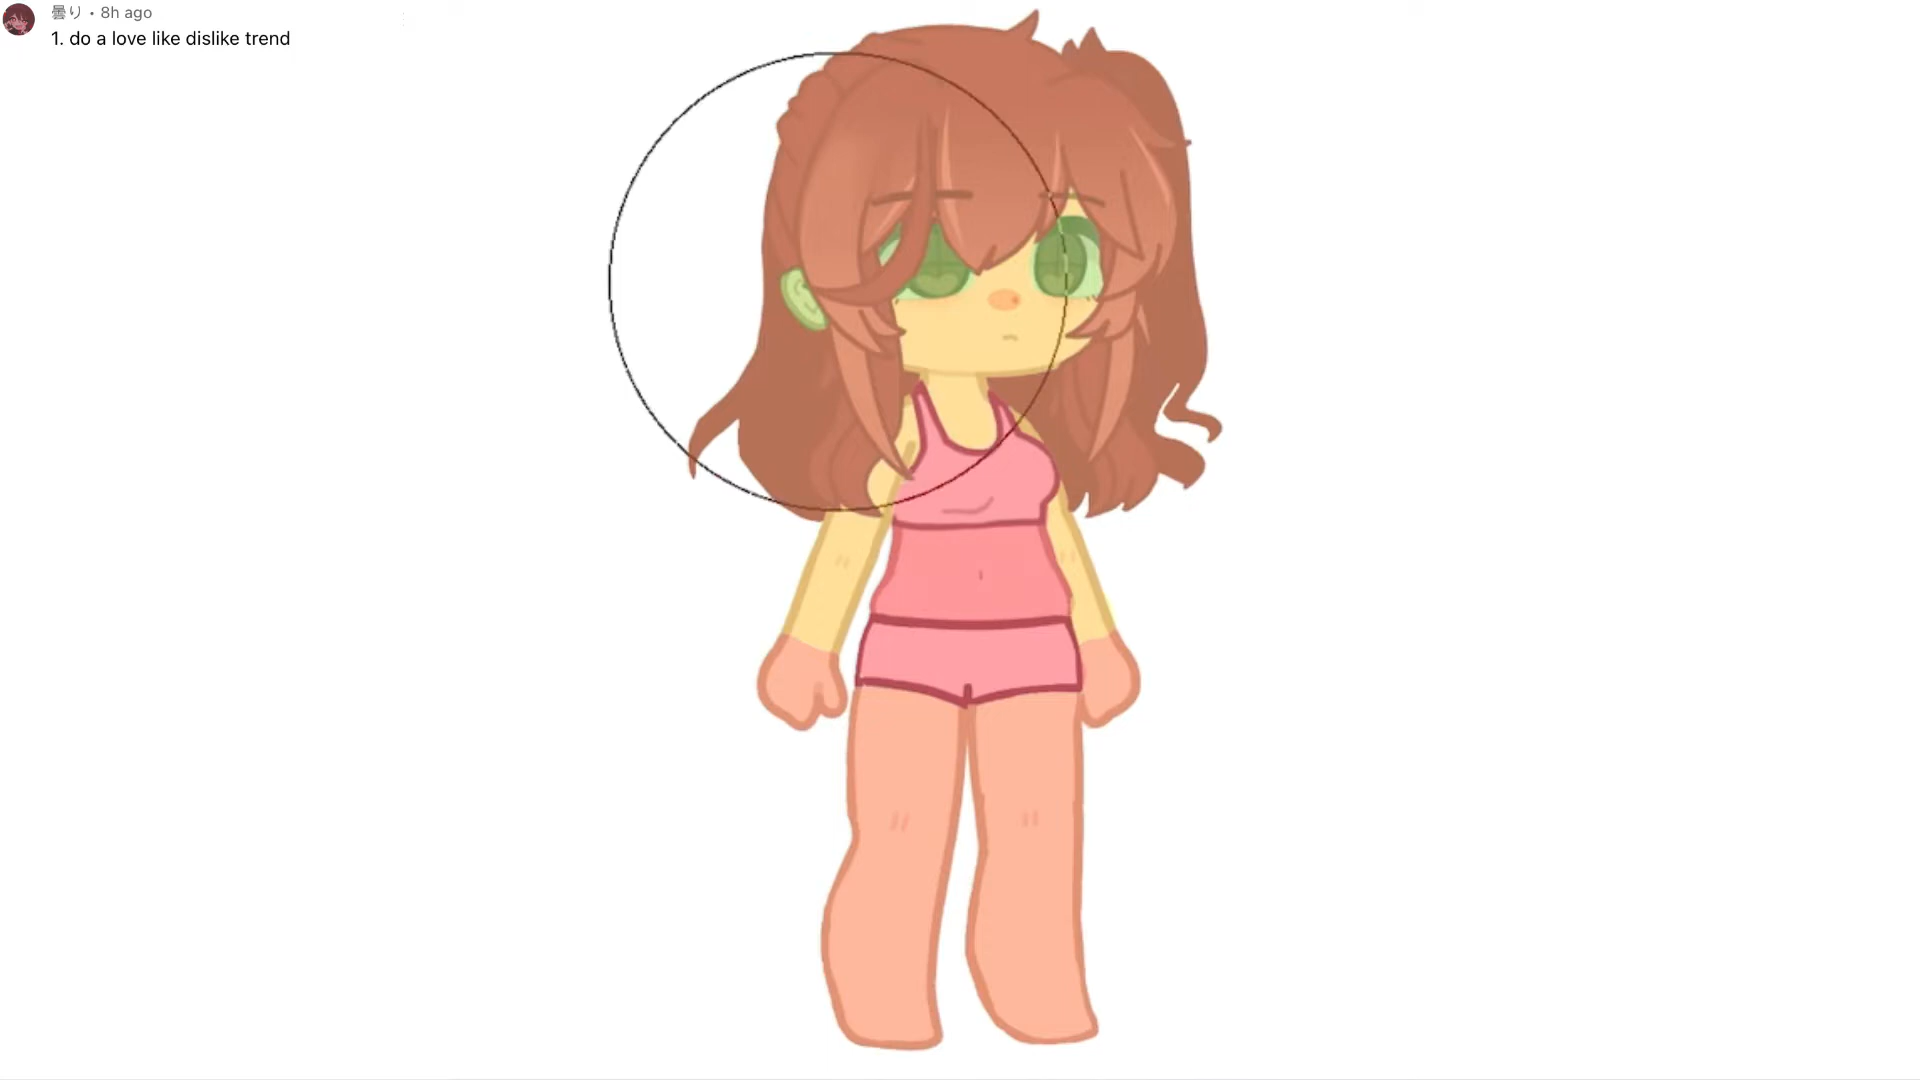 曇り • 8h ago
1. do a love like dislike trend